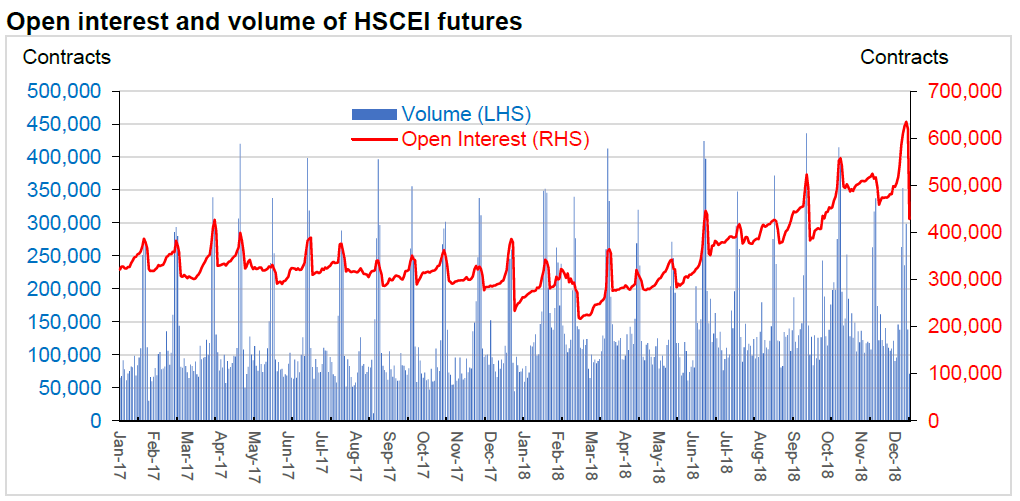 Open interest and volume of HSCEI futures
Contracts Contracts
500,000 700,000
450,000 600,000
400,000 500,000
350,000 400,000
300,000 300,000
250,000 200,000
200,000 100,000
150,000 0
100,000
50,000
0
Volume (LHS)
Open Interest (RHS)
Jan-17
Feb-17
Mar-17
Apr-17
May-17
Jun-17
Jul-17
Aug-17
Sep-17
Oct-17
Nov-17
Dec-17
Jan-18
Feb-18
Mar-18
Apr-18
May-18
Jun-18
Jul-18
Aug-18
Sep-18
Oct-18
Nov-18
Dec-18